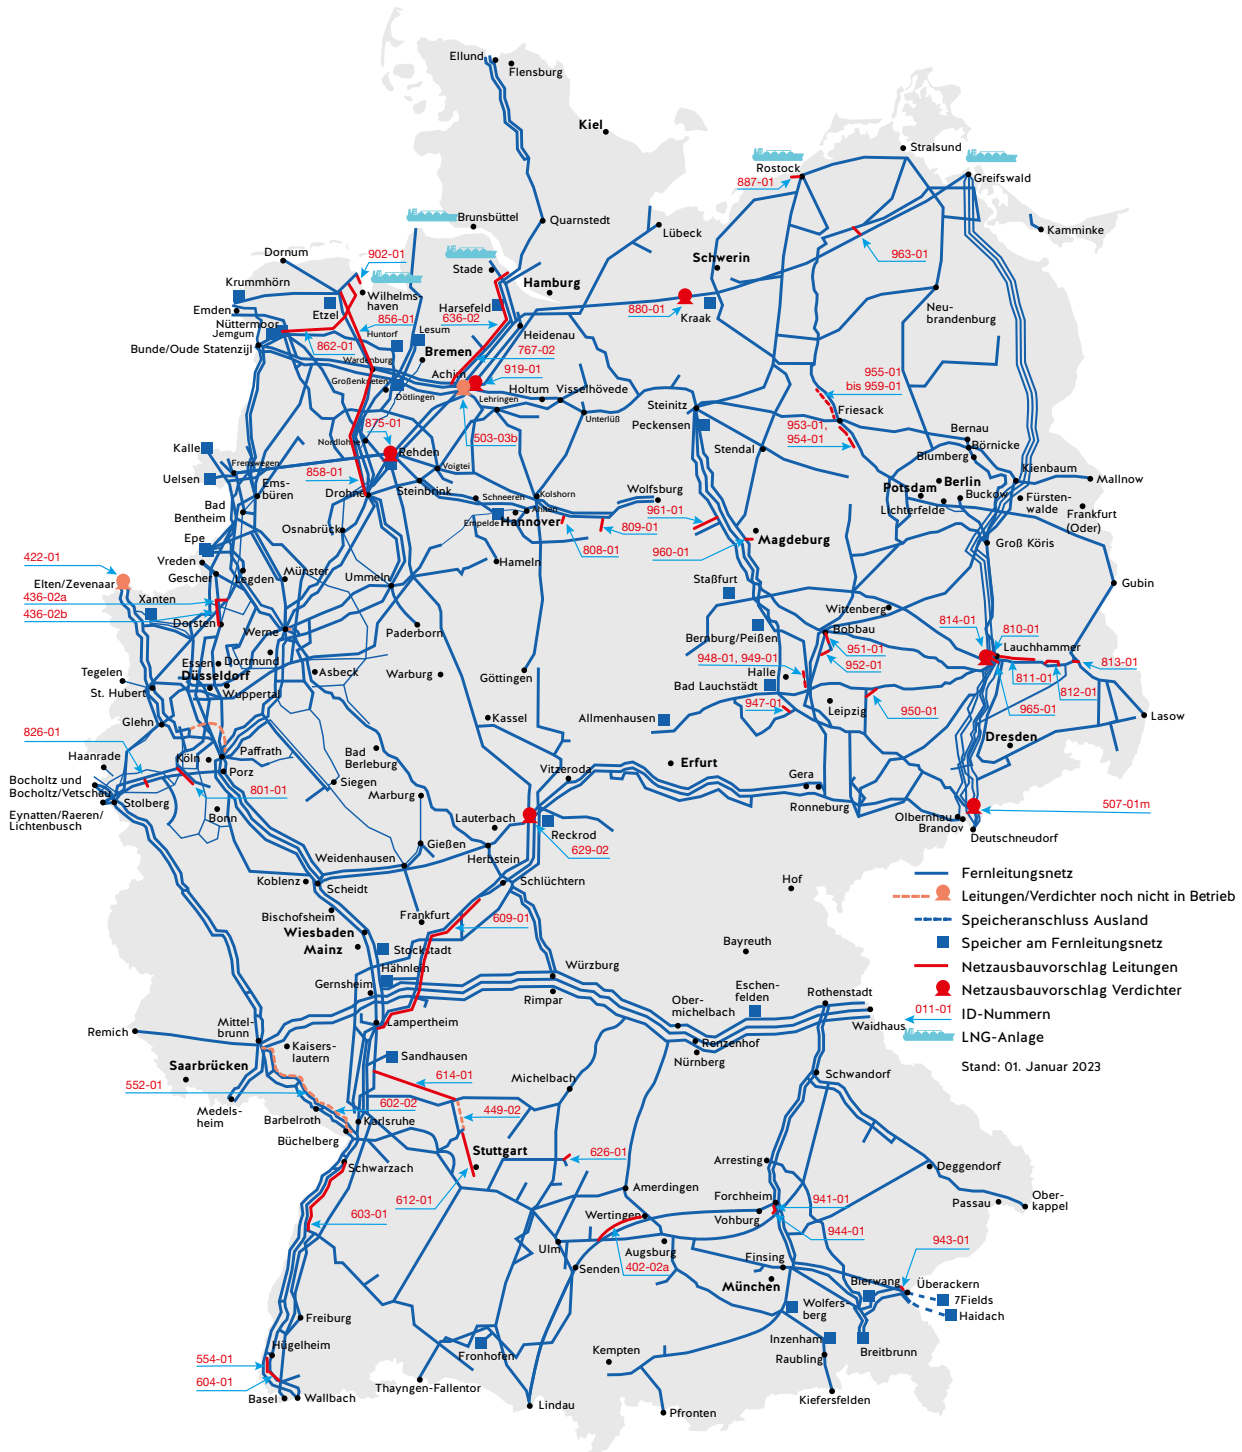 Ellund
Flensburg
Kiel
Stralsund
Rostock
Greifswald
887-01
Brunsbüttel
Quarnstedt
Lübeck
Kamminke
963-01
Dornum
902-01
Schwerin
Stade
Krummhörn
Wilhelms-
haven
Hamburg
Etzel
Harsefeld
Emden
880-01
Kraak
Neu-
brandenburg
856-01
636-02
Nüttermoor
Jemgum
Lesum
Huntorf
Heidenau
Bunde/Oude Statenzijl
862-01
Bremen
767-02
Wardenburg
Achim
919-01
955-01
bis 959-01
Großenkneten
Dötlingen
Holtum
Visselhövede
Lehringen
Steinitz
Unterlüß
Friesack
875-01
Peckensen
953-01,
954-01
503-03b
Bernau
Nordlohne
Börnicke
Kalle
Rehden
Stendal
Blumberg
Frenswegen
Voigtei
Kienbaum
Uelsen
858-01
Mallnow
Ems-
büren
Drohne
Steinbrink
Schneeren
Kolshorn
Wolfsburg
Potsdam
Berlin
Buckow
Fürsten-
walde
Bad
Bentheim
Lichterfelde
Frankfurt
(Oder)
961-01
Empelde
Ahlten
Hannover
Osnabrück
809-01
Magdeburg
Epe
808-01
960-01
Groß Köris
422-01
Vreden
Hameln
Gescher
Legden
Münster
Ummeln
Staßfurt
Gubin
Elten/Zevenaar
436-02a
Xanten
436-02b
Dorsten
Wittenberg
814-01
810-01
Werne
Paderborn
Bobbau
Bernburg/Peißen
951-01
Lauchhammer
Essen
Dortmund
948-01, 949-01
952-01
813-01
Tegelen
Düsseldorf
Asbeck
Warburg
Göttingen
Halle
811-01
St. Hubert
Wuppertal
Bad Lauchstädt
812-01
947-01
Leipzig
950-01
965-01
Glehn
Kassel
Allmenhausen
Lasow
826-01
Dresden
Haanrade
Köln
Paffrath
Bad
Berleburg
Erfurt
Porz
Vitzeroda
Bocholtz und
Bocholtz/Vetschau
Siegen
Gera
801-01
Marburg
Stolberg
Ronneburg
507-01m
Eynatten/Raeren/
Lichtenbusch
Bonn
Lauterbach
Olbernhau
Brandov
Reckrod
Deutschneudorf
Gießen
629-02
Weidenhausen
Herbstein
Koblenz
Scheidt
Schlüchtern
Hof
Fernleitungsnetz
Leitungen/Verdichter noch nicht in Betrieb
Bischofsheim
Frankfurt
609-01
Speicheranschluss Ausland
Wiesbaden
Mainz
Stockstadt
Bayreuth
Speicher am Fernleitungsnetz
Hähnlein
Würzburg
Netzausbauvorschlag Leitungen
Gernsheim
Rimpar
Eschen-
felden
Rothenstadt
Netzausbauvorschlag Verdichter
Ober-
michelbach
011-01
ID-Nummern
Mittel-
brunn
Lampertheim
Waidhaus
Remich
LNG-Anlage
Kaisers-
lautern
Renzenhof
Nürnberg
Sandhausen
Saarbrücken
Stand: 01. Januar 2023
Schwandorf
614-01
552-01
Michelbach
602-02
Medels-
heim
Barbelroth
449-02
Karlsruhe
Büchelberg
Stuttgart
626-01
Arresting
Schwarzach
Deggendorf
Amerdingen
Forchheim
941-01
Passau
Ober-
kappel
612-01
603-01
Wertingen
Vohburg
944-01
943-01
Ulm
Augsburg
Finsing
Senden
402-02a
München
Bierwang
Überackern
7Fields
Wolfers-
berg
Haidach
Freiburg
Inzenham
Breitbrunn
Hügelheim
554-01
Kempten
Fronhofen
Raubling
604-01
Thayngen-Fallentor
Basel
Wallbach
Kiefersfelden
Lindau
Pfronten